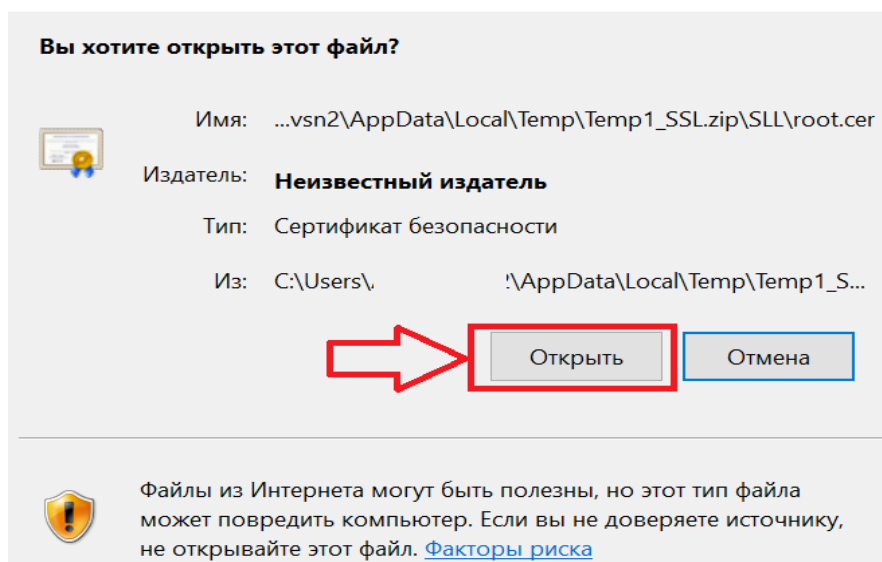 Вы хотите открыть этот файл?
Имя: ...vsn2\AppData\Local\Temp\Temp1_SSL.zip\SLL\root.cer
Издатель: Неизвестный издатель
Тип: Сертификат безопасности
Из: C:\Users\ \AppData\Local\Temp\Temp1_S...
Открыть Отмена
Файлы из Интернета могут быть полезны, но этот тип файла
может повредить компьютер. Если вы не доверяете источнику,
не открывайте этот файл. Факторы риска